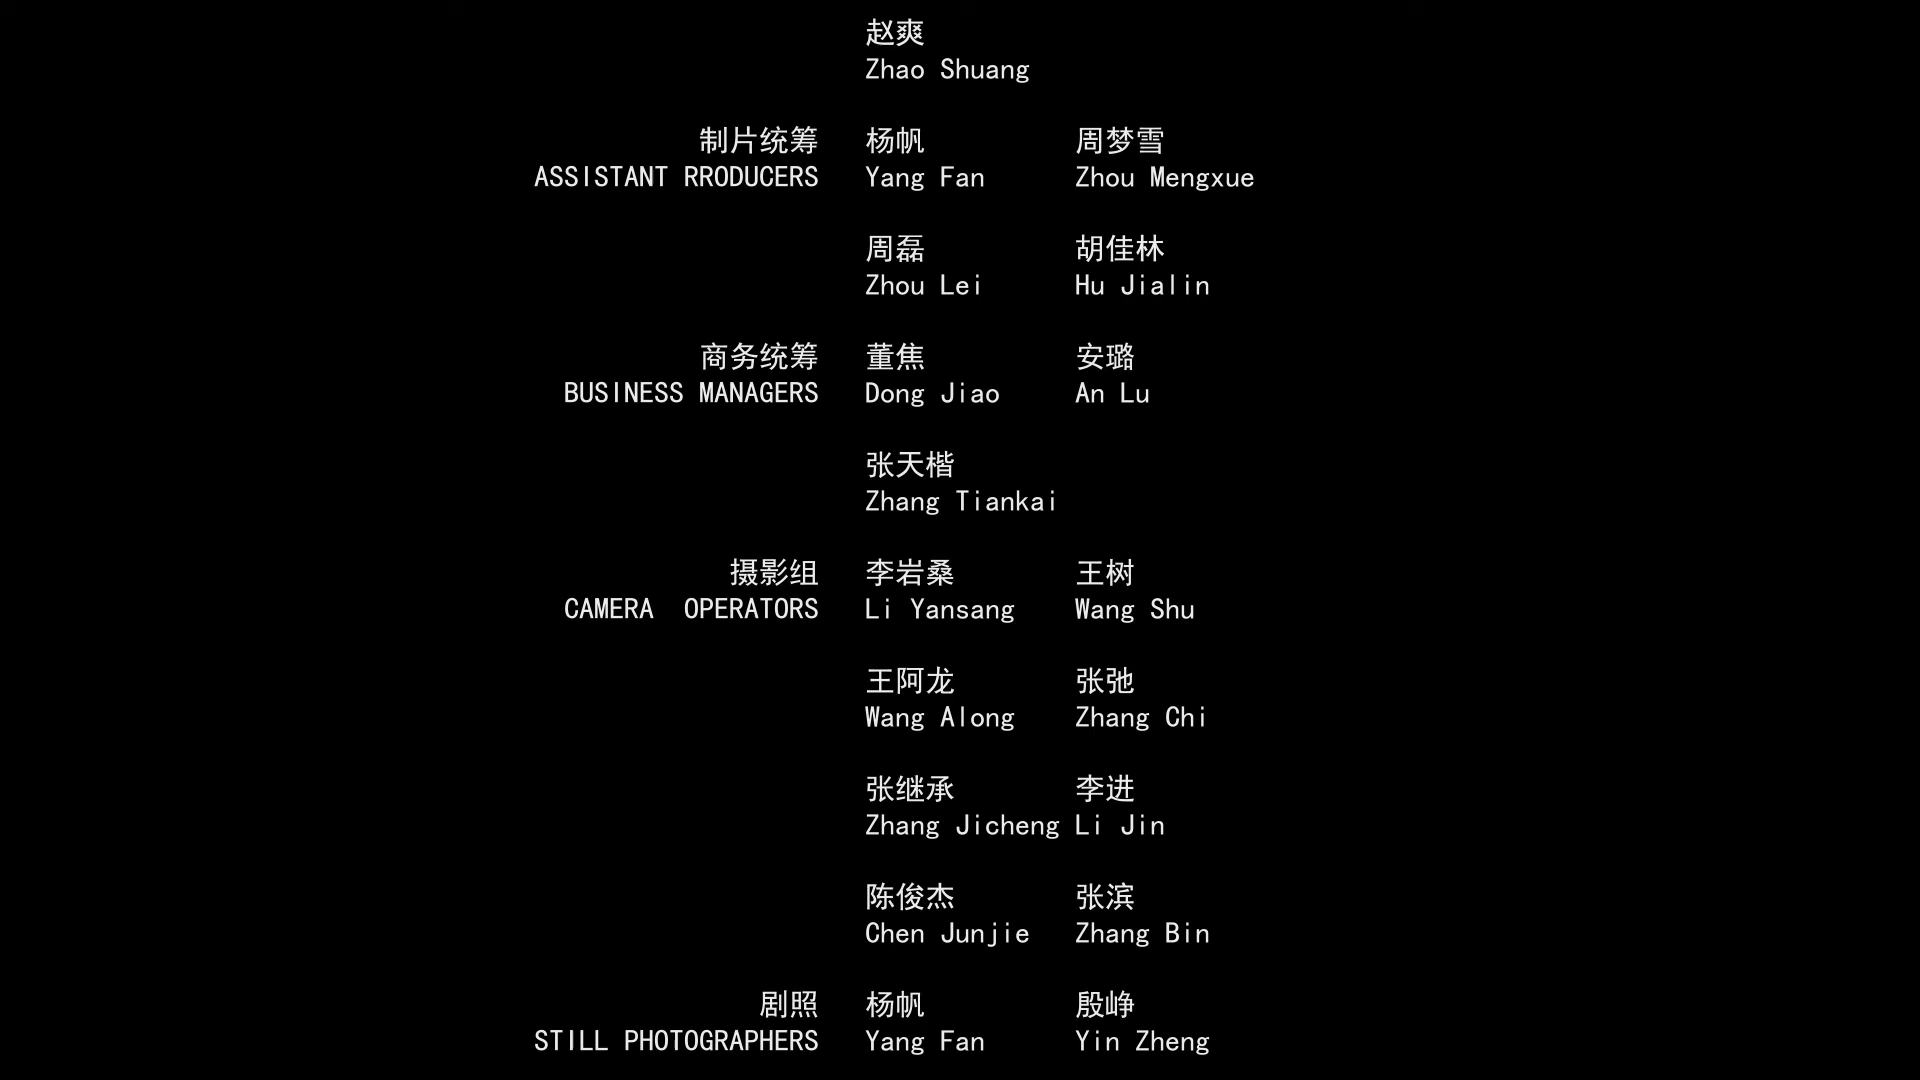 赵爽
Zhao Shuang
制片统筹 杨帆 周梦雪
ASSISTANT RRODUCERS Yang Fan Zhou Mengxue
周磊 胡佳林
Zhou Lei Hu Jialin
商务统筹 董焦 安璐
BUSINESS MANAGERS Dong Jiao An Lu
张天楷
Zhang Tiankai
摄影组 李岩桑 王树
CAMERA  OPERATORS Li Yansang Wang Shu
王阿龙 张弛
Wang Along Zhang Chi
张继承 李进
Zhang Jicheng Li Jin
陈俊杰 张滨
Chen Junjie Zhang Bin
剧照 杨帆 殷峥
STILL PHOTOGRAPHERS Yang Fan Yin Zheng